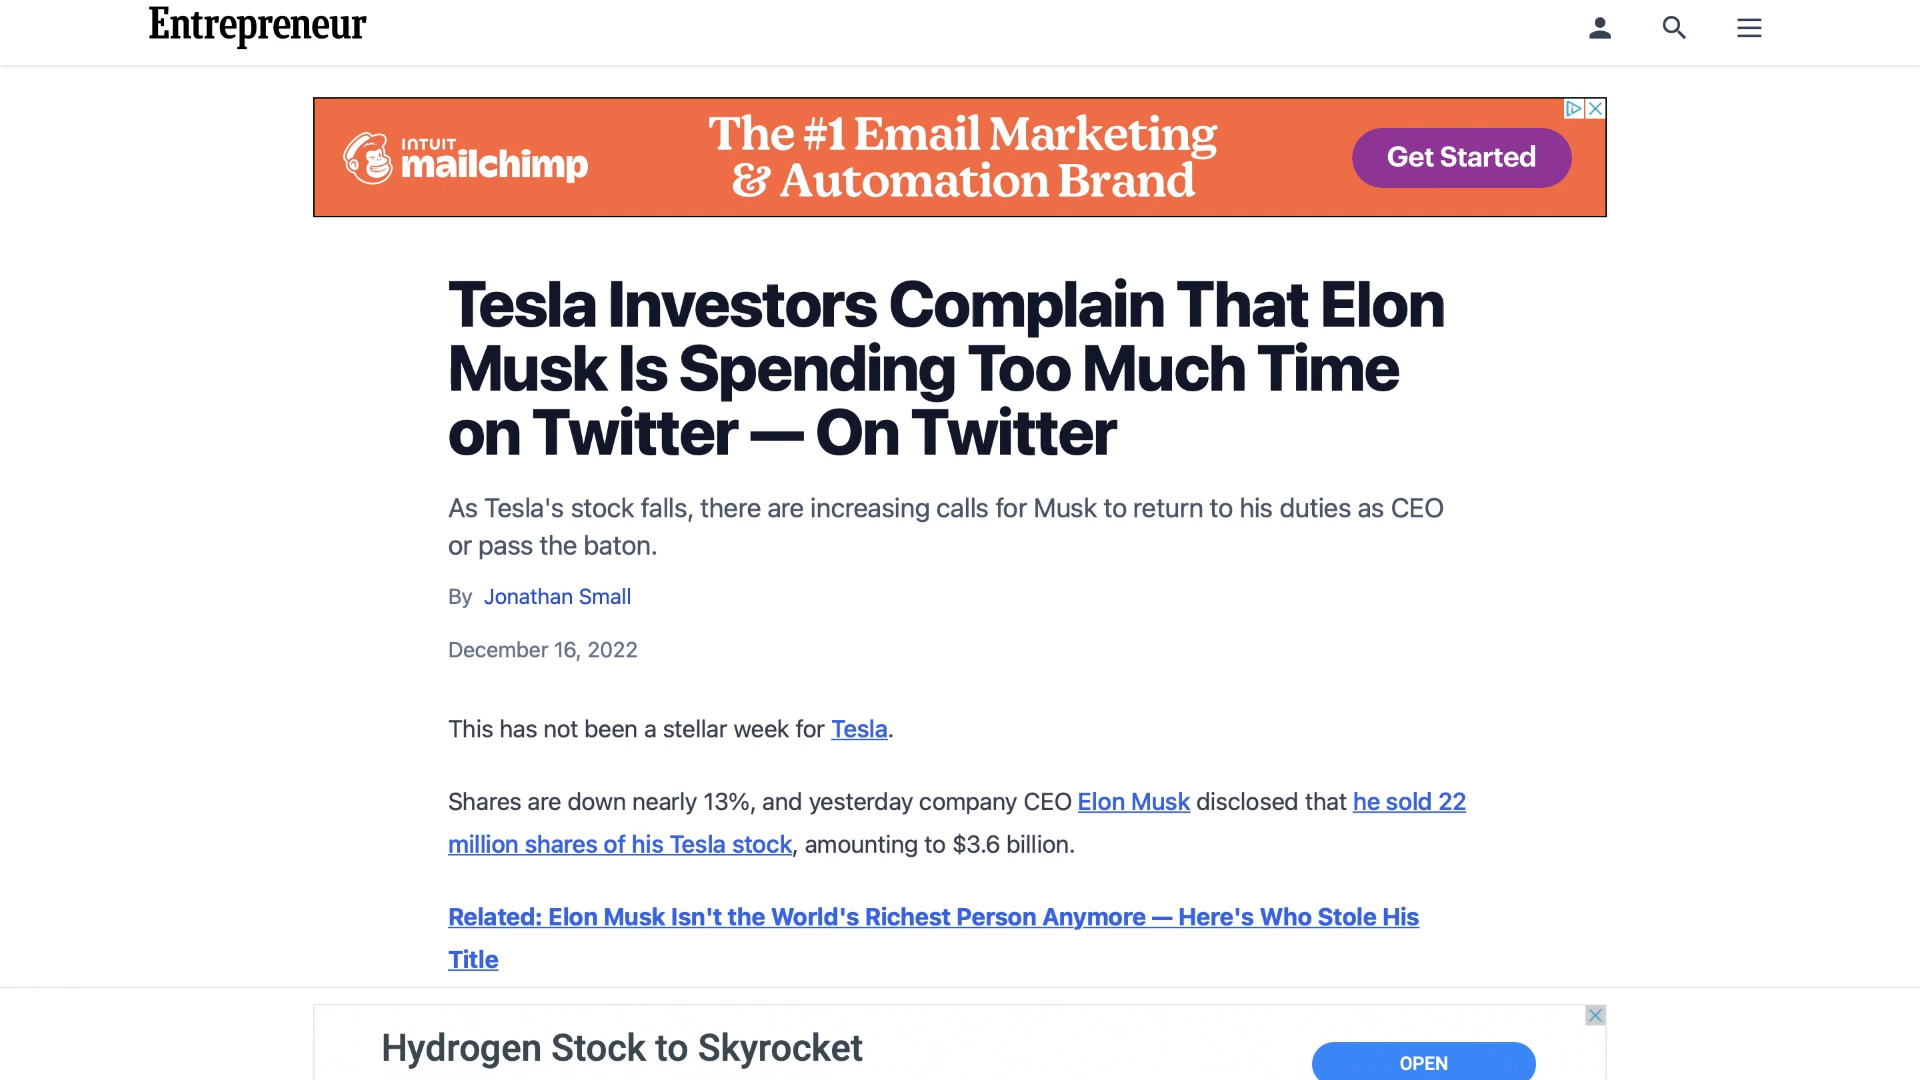 Entrepreneur
INTUIT
mailchimp
The #1 Email Marketing
& Automation Brand
Get Started
Tesla Investors Complain That Elon
Musk Is Spending Too Much Time
on Twitter — On Twitter
As Tesla's stock falls, there are increasing calls for Musk to return to his duties as CEO
or pass the baton.
By Jonathan Small
December 16, 2022
This has not been a stellar week for Tesla.
Shares are down nearly 13%, and yesterday company CEO Elon Musk disclosed that he sold 22
million shares of his Tesla stock, amounting to $3.6 billion.
Related: Elon Musk Isn't the World's Richest Person Anymore — Here's Who Stole His
Title
Hydrogen Stock to Skyrocket
OPEN